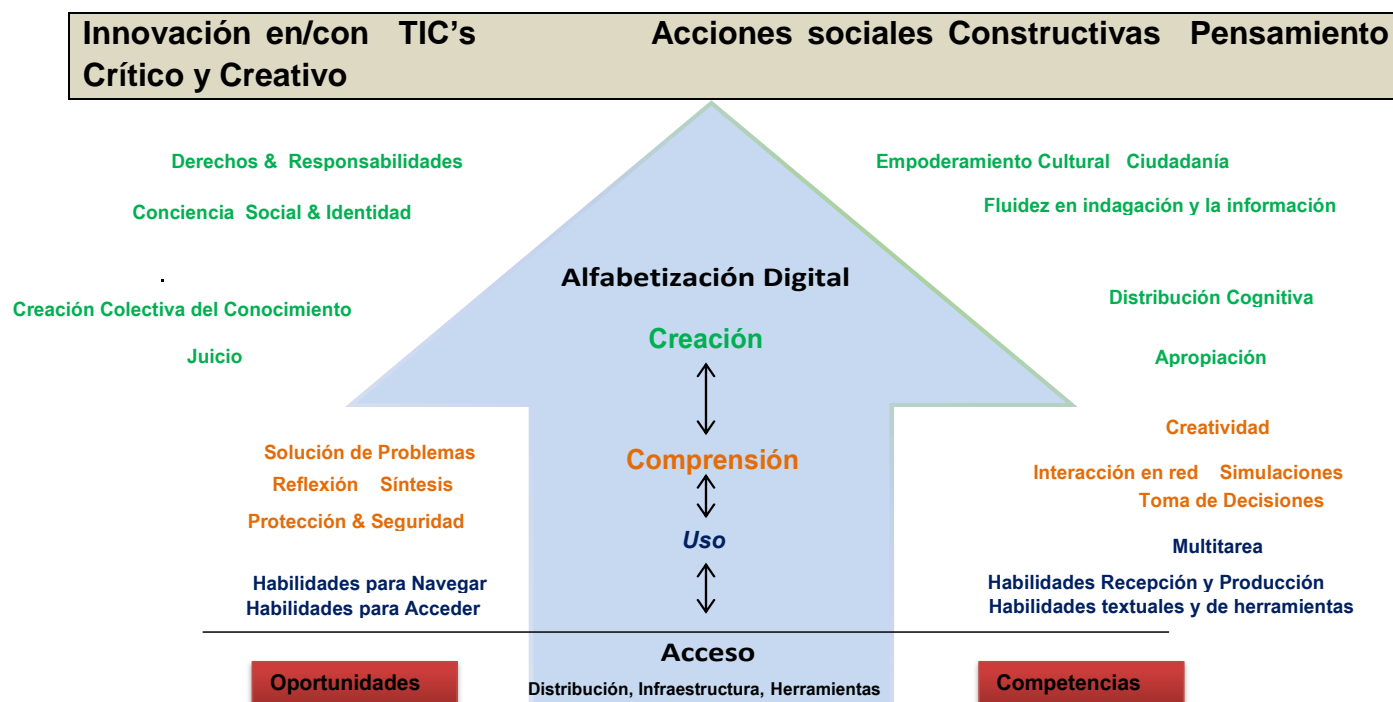 Innovación en/con TIC's Acciones sociales Constructivas Pensamiento
Crítico y Creativo
Derechos & Responsabilidades
Empoderamiento Cultural Ciudadanía
Conciencia Social & Identidad
Fluidez en indagación y la información
.
Alfabetización Digital
Creación Colectiva del Conocimiento
Distribución Cognitiva
Creación
Juicio
Apropiación
Creatividad
Solución de Problemas
Comprensión
Interacción en red Simulaciones
Reflexión Síntesis
Toma de Decisiones
Protección & Seguridad
Uso
Multitarea
Habilidades para Navegar
Habilidades Recepción y Producción
Habilidades para Acceder
Habilidades textuales y de herramientas
Acceso
Oportunidades
Distribución, Infraestructura, Herramientas
Competencias